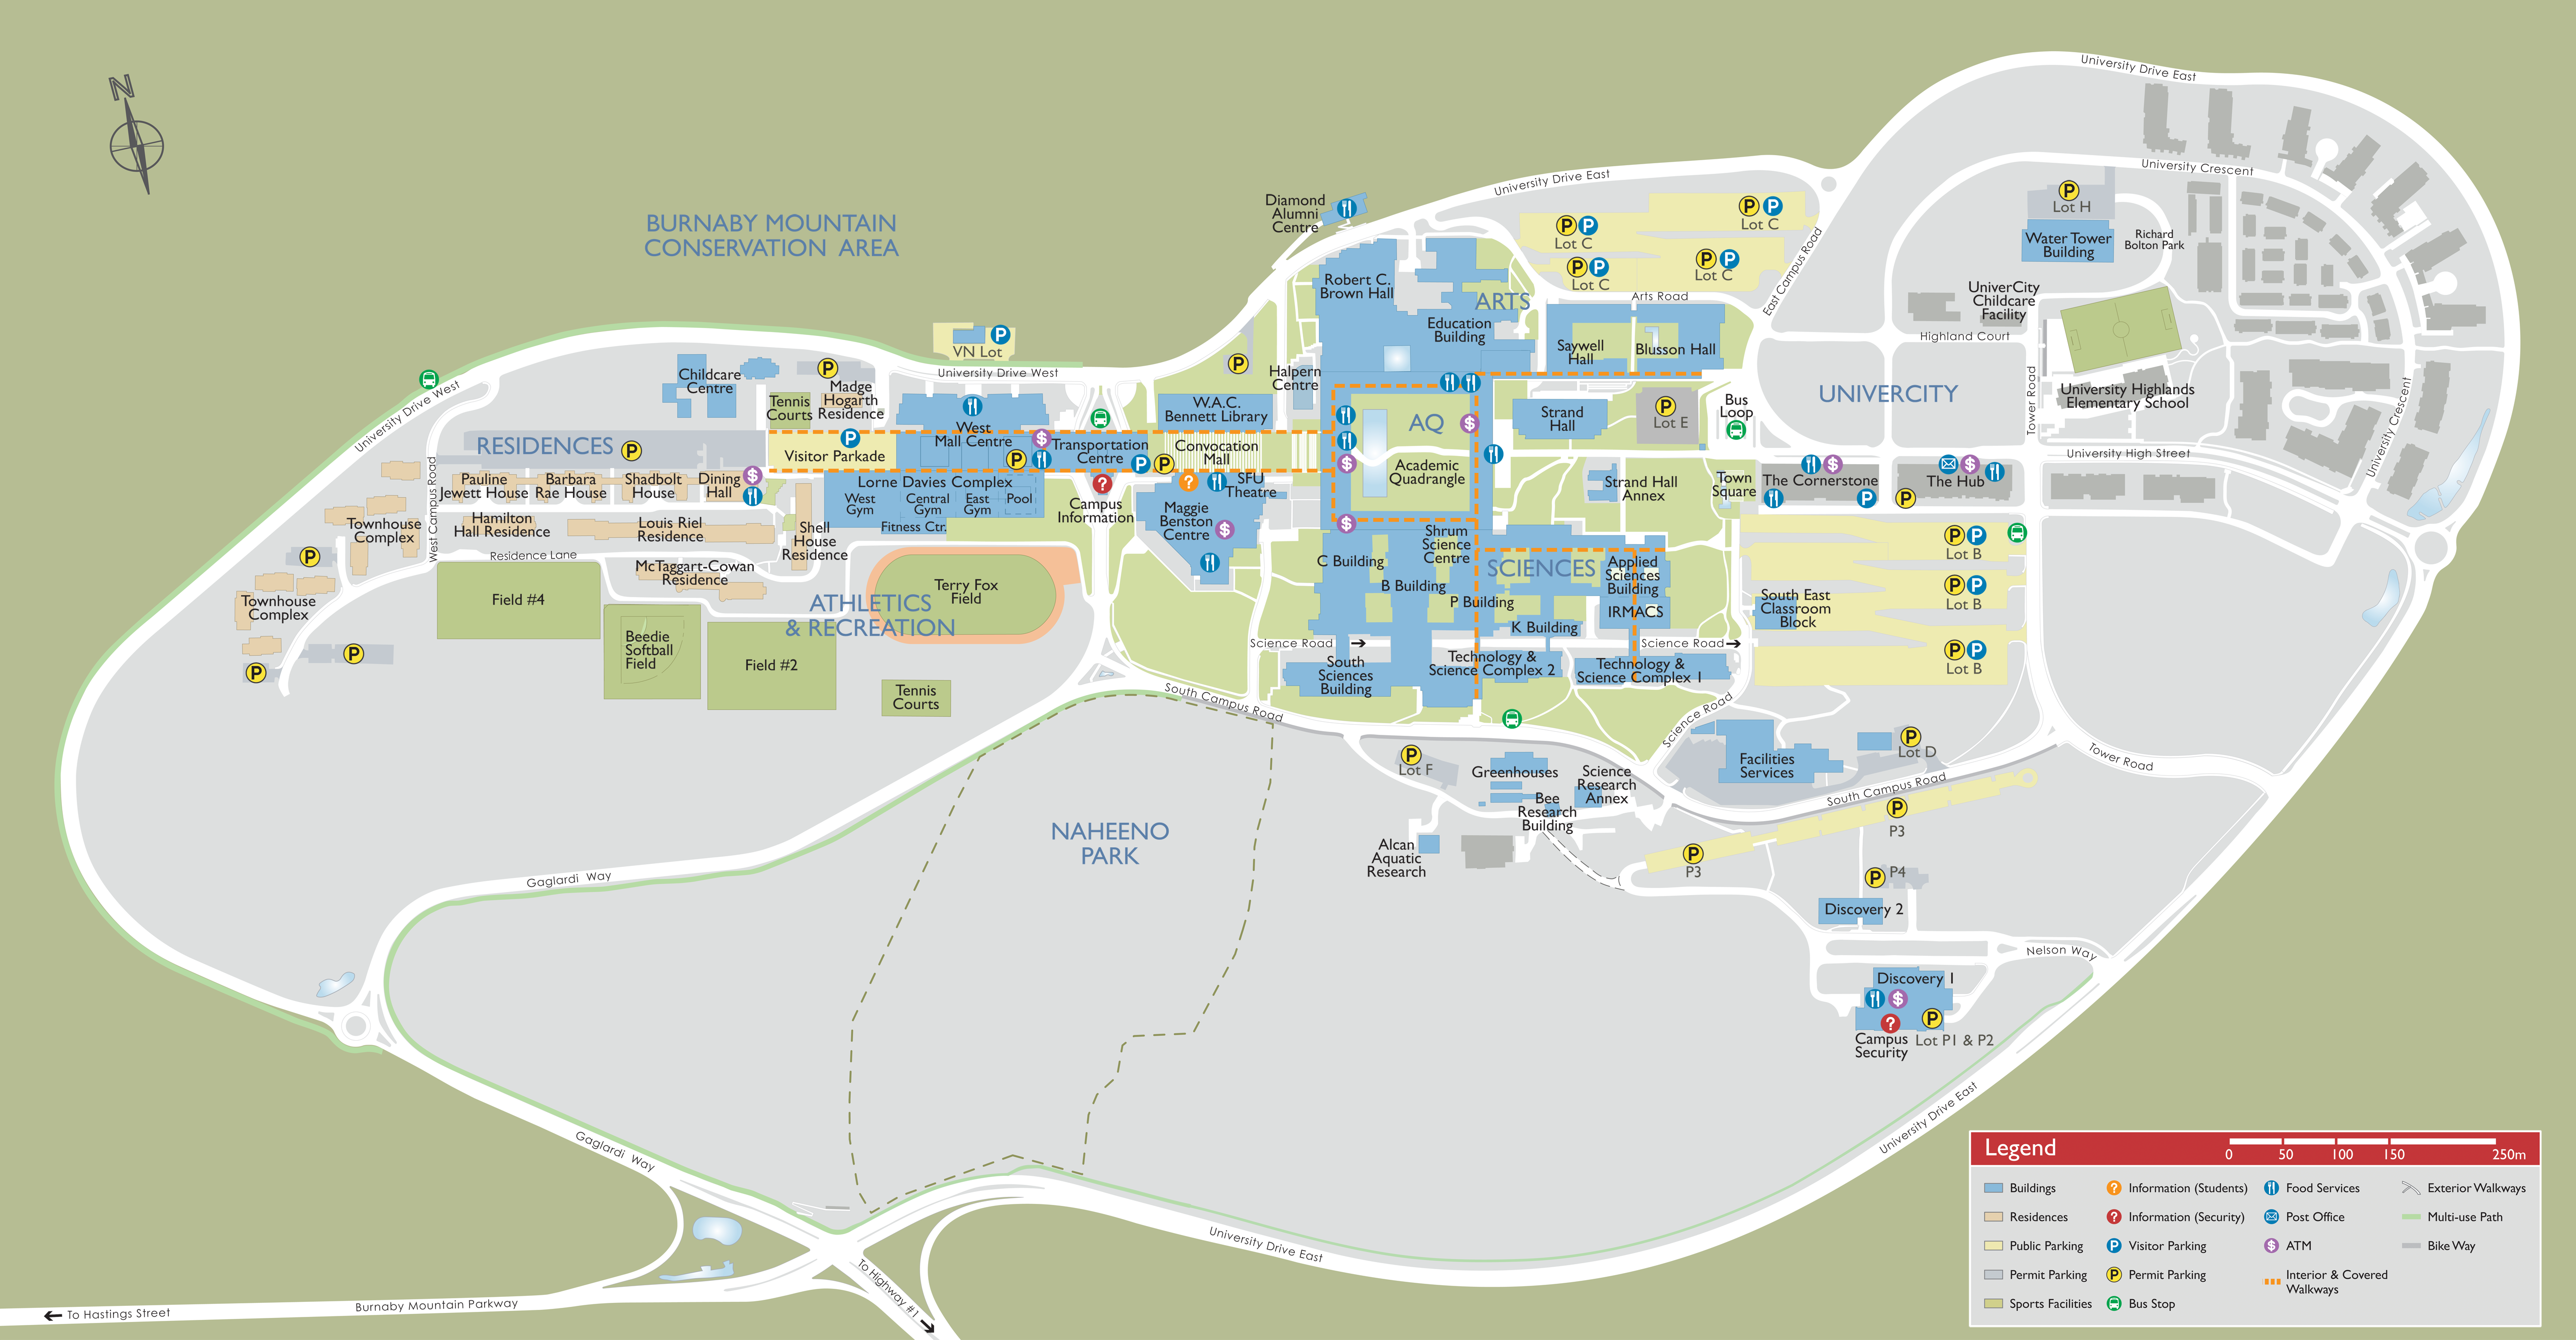 N
BURNABY MOUNTAIN
CONSERVATION AREA
University Drive East
University Crescent
University Drive East
Diamond
Alumni
Centre
Lot C
Lot C
Lot C
Lot C
Lot H
Water Tower
Building
Richard
Bolton Park
East Campus Road
Robert C.
Brown Hall
ARTS
Arts Road
Education
Building
Saywell
Hall
Blusson Hall
UniverCity
Childcare
Facility
Highland Court
University Highlands
Elementary School
UNIVERCITY
Tower Road
University Crescent
University High Street
VN Lot
University Drive West
University Drive West
Childcare
Centre
Madge
Hogarth
Residence
Tennis
Courts
Halpern
Centre
W.A.C.
Bennett Library
West
Mall Centre
Transportation
Centre
Convocation
Mall
AQ
Academic
Quadrangle
Strand
Hall
Lot E
Bus
Loop
RESIDENCES
Visitor Parkade
Lorne Davies Complex
West
Gym
Central
Gym
East
Gym
Pool
Fitness Ctr.
Campus
Information
SFU
Theatre
Maggie
Benston
Centre
Strand Hall
Annex
Town
Square
The Cornerstone
The Hub
Pauline
Jewett House
Barbara
Rae House
Shadbolt
House
Dining
Hall
West Campus Road
Townhouse
Complex
Hamilton
Hall Residence
Louis Riel
Residence
Shell
House
Residence
Residence Lane
McTaggart-Cowan
Residence
Townhouse
Complex
Field #4
Beedie
Softball
Field
Field #2
ATHLETICS
& RECREATION
Terry Fox
Field
Tennis
Courts
C Building
Shrum
Science
Centre
B Building
P Building
SCIENCES
Applied
Sciences
Building
IRMACS
K Building
Science Road
Science Road
South
Sciences
Building
Technology &
Science Complex 2
Technology &
Science Complex 1
South East
Classroom
Block
Lot B
Lot B
Lot B
South Campus Road
Science Road
Lot F
Greenhouses
Science
Research
Annex
Bee
Research
Building
Alcan
Aquatic
Research
Facilities
Services
Lot D
South Campus Road
Tower Road
P3
P3
P4
Discovery 2
Nelson Way
Discovery 1
Campus
Security
Lot P1 & P2
NAHEENO
PARK
Gaglardi Way
Gaglardi Way
University Drive East
University Drive East
To Highway #1
To Hastings Street
Burnaby Mountain Parkway
Legend
0 50 100 150 250m
Buildings
Residences
Public Parking
Permit Parking
Sports Facilities
Information (Students)
Information (Security)
Visitor Parking
Permit Parking
Bus Stop
Food Services
Post Office
ATM
Interior & Covered
Walkways
Exterior Walkways
Multi-use Path
Bike Way